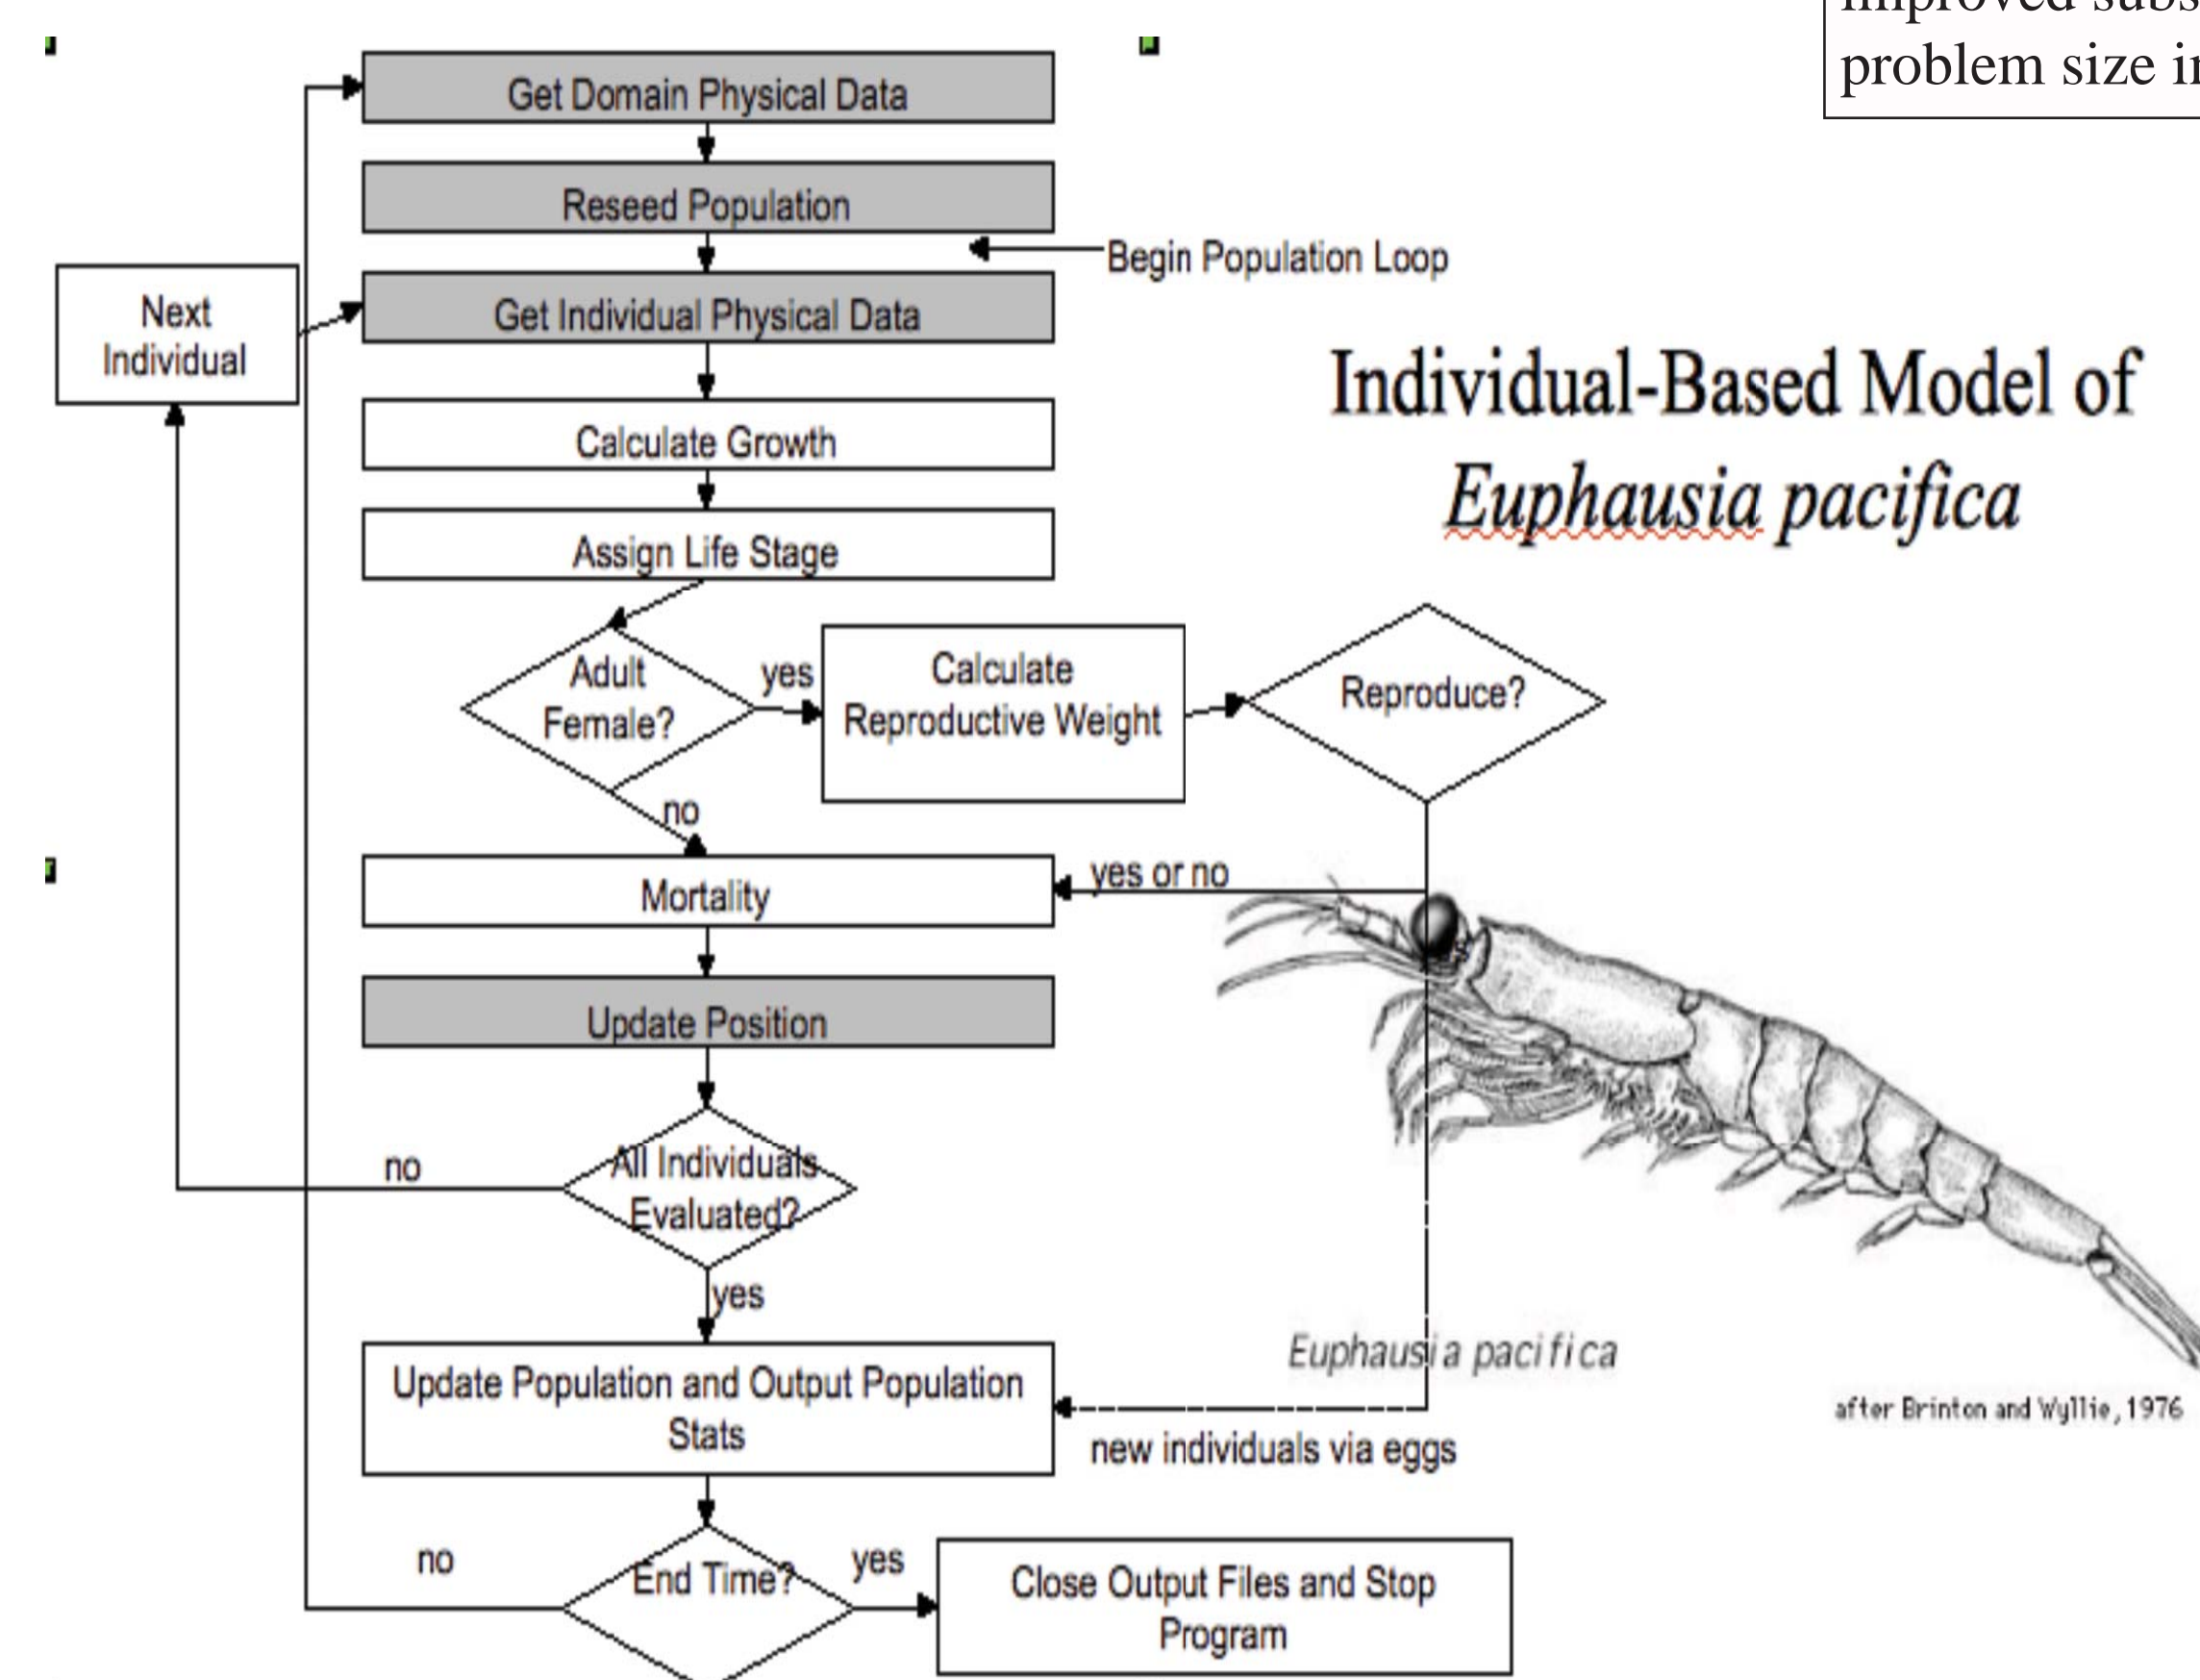 problem size
Get Domain Physical Data
Reseed Population
Begin Population Loop
Next
Individual
Get Individual Physical Data
Individual-Based Model of
Euphausia pacifica
Calculate Growth
Assign Life Stage
Adult
Female?
yes
Calculate
Reproductive Weight
Reproduce?
no
Mortality
yes or no
Update Position
All Individuals
Evaluated?
no
yes
Update Population and Output Population
Stats
Euphausia pacifica
after Brinton and Wyllie, 1976
new individuals via eggs
no
End Time?
yes
Close Output Files and Stop
Program